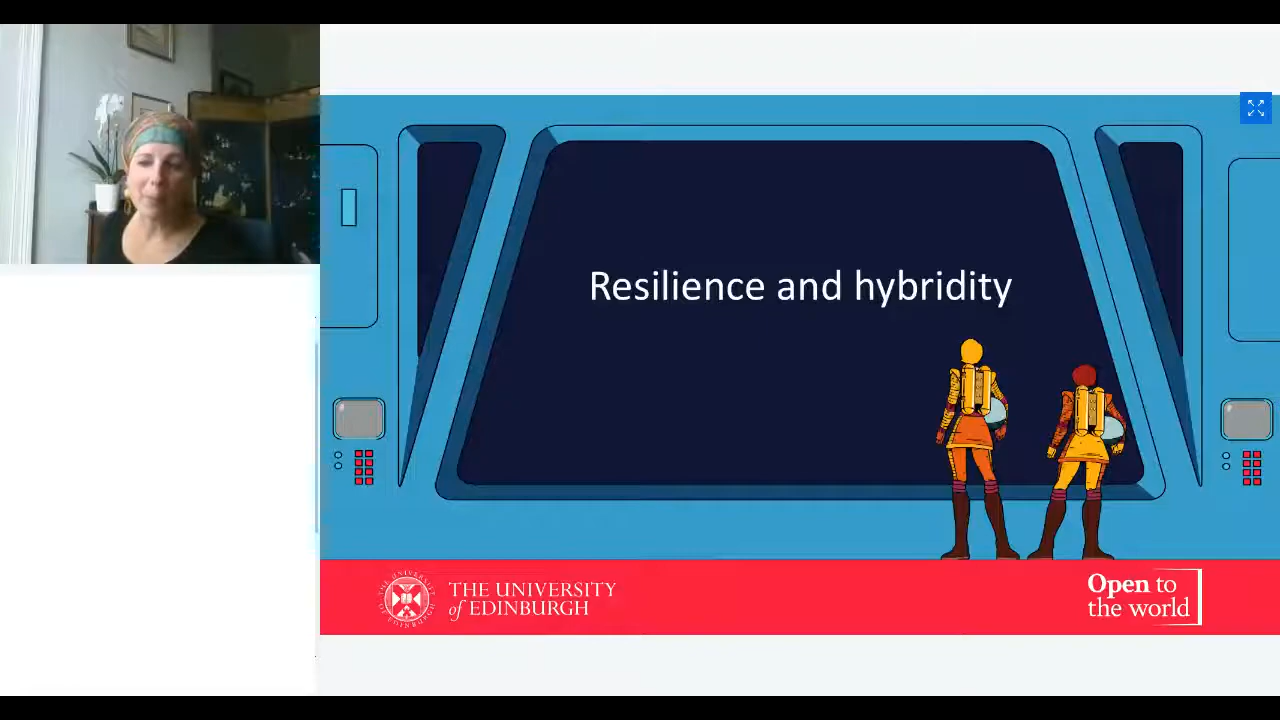 Resilience and hybridity
THE UNIVERSITY
of EDINBURGH
Open to
the world